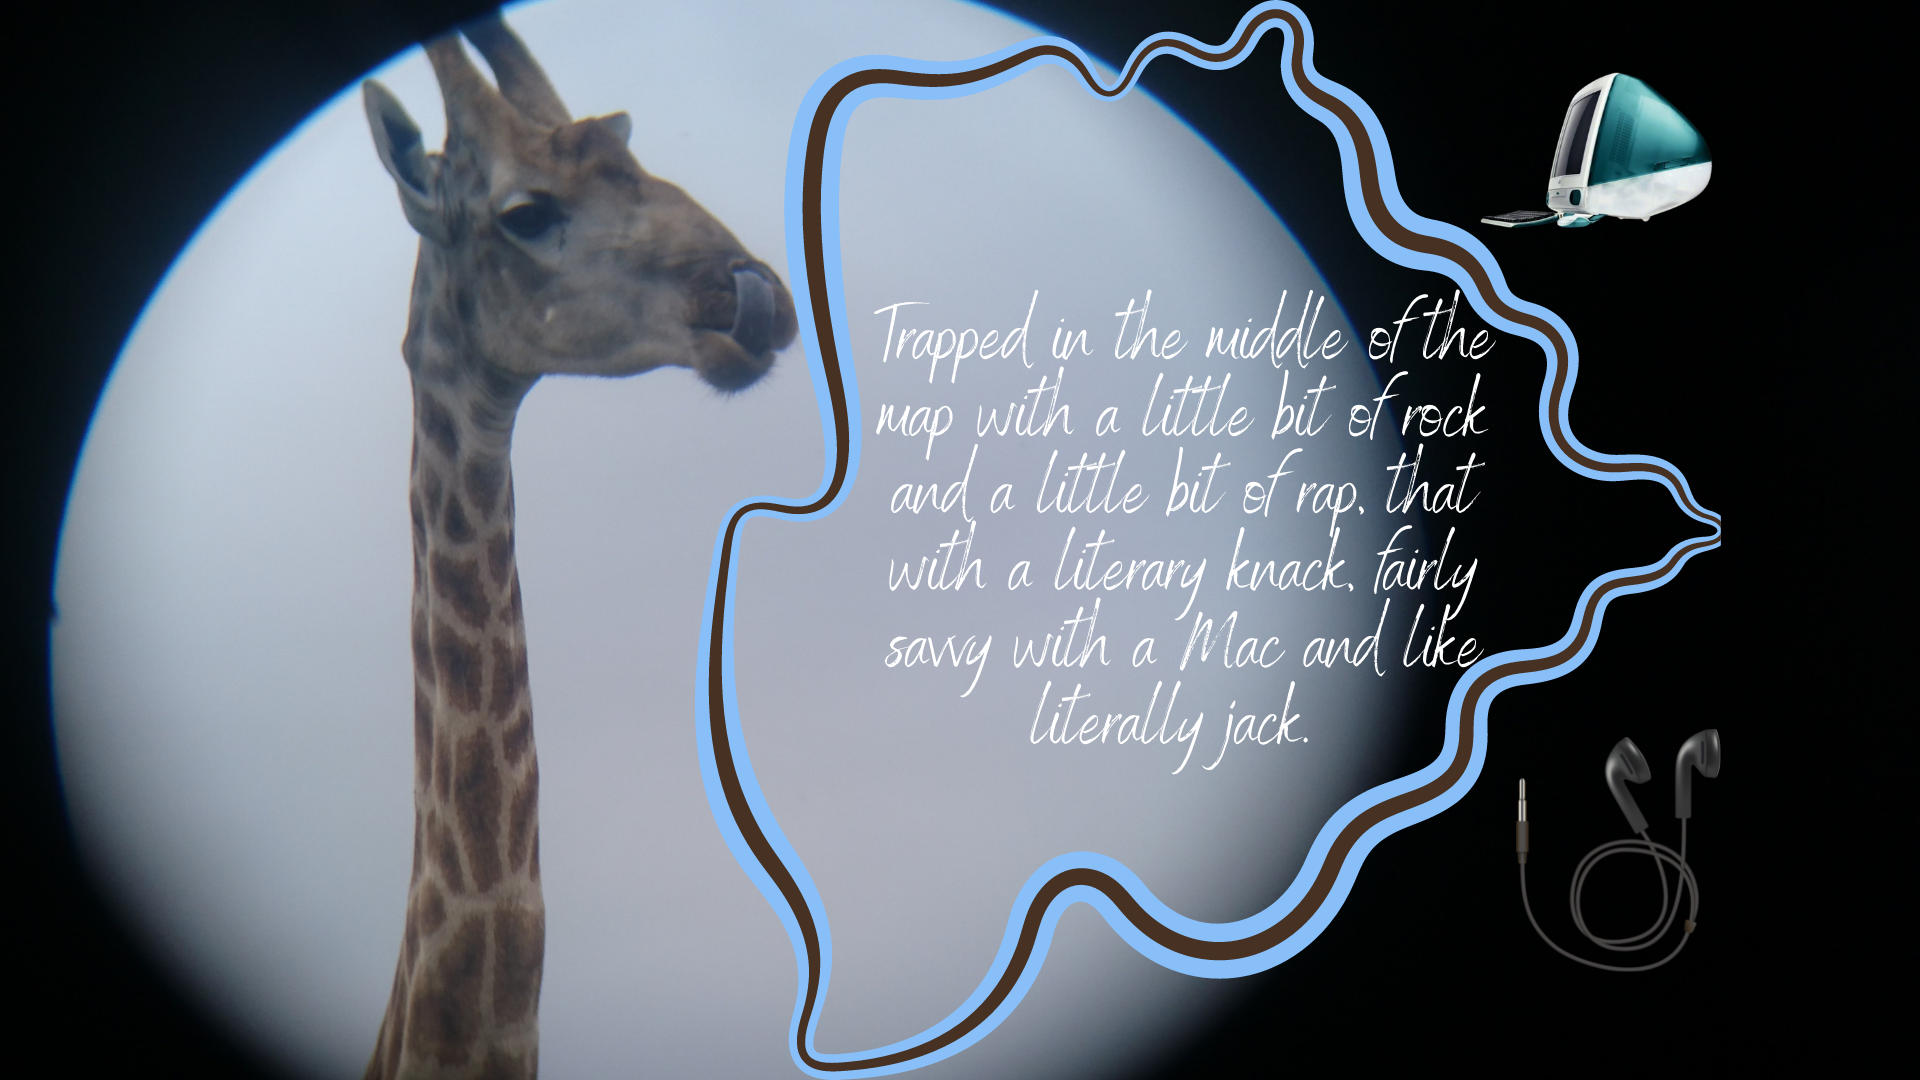 Trapped in the middle of the
map with a little bit of rock
and a little bit of rap, that
with a literary knack, fairly
savvy with a Mac and like
literally jack.